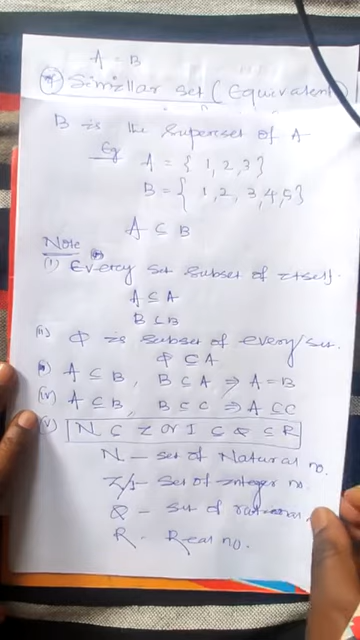 A = B
* Simillar set (Equivalent)
B is the Superset of A
Eg A = { 1, 2, 3}
B = { 1, 2, 3, 4, 5}
A ⊆ B
Note
(i) Every set subset of itself.
A ⊆ A
B ⊆ B
(ii) Φ is subset of every set.
Φ ⊆ A
A ⊆ B, B ⊆ A ⇒ A = B
(iv) A ⊆ B, B ⊆ C ⇒ A ⊆ C
(v) N ⊆ Z or I ⊆ Q ⊆ R
N - set of Natural no.
Z/I - set of integer no.
Q - set of
R - Real no.